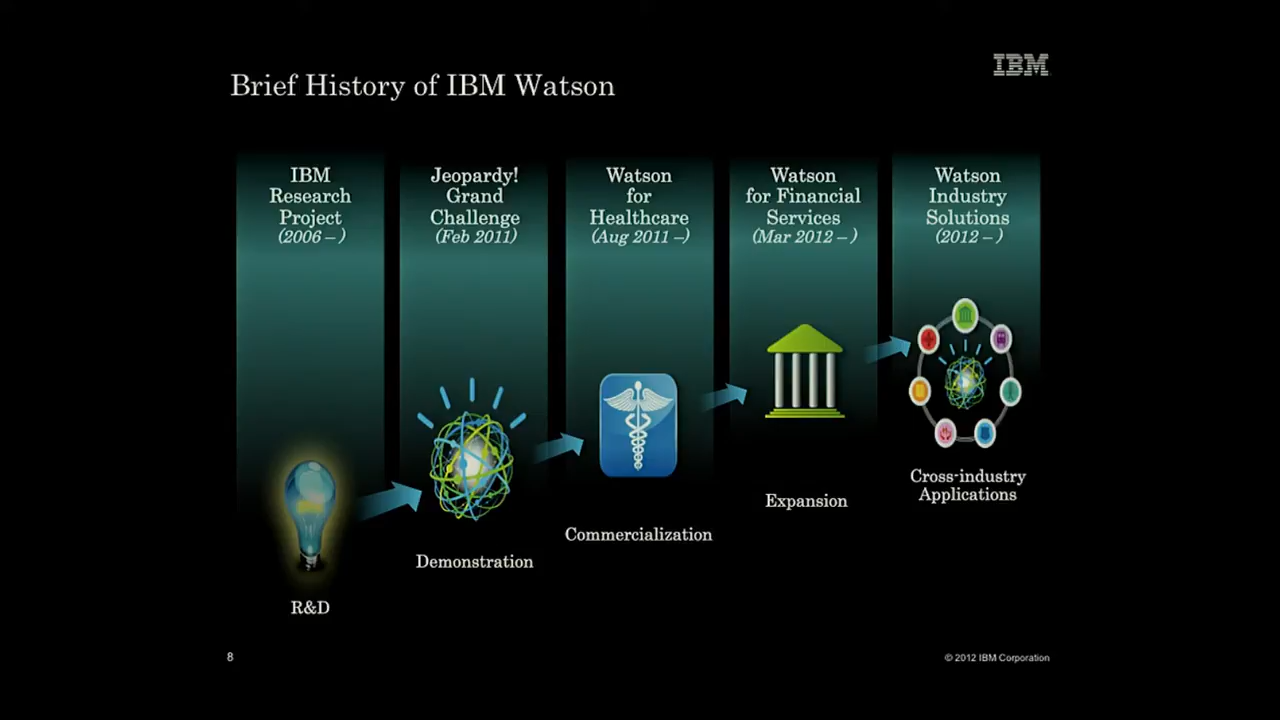 IBM
Brief History of IBM Watson
IBM
Research
Project
(2006 – )
Jeopardy!
Grand
Challenge
(Feb 2011)
Watson
for
Healthcare
(Aug 2011 –)
Watson
for Financial
Services
(Mar 2012 – )
Watson
Industry
Solutions
(2012 – )
R&D
Demonstration
Commercialization
Expansion
Cross-industry
Applications
8
© 2012 IBM Corporation